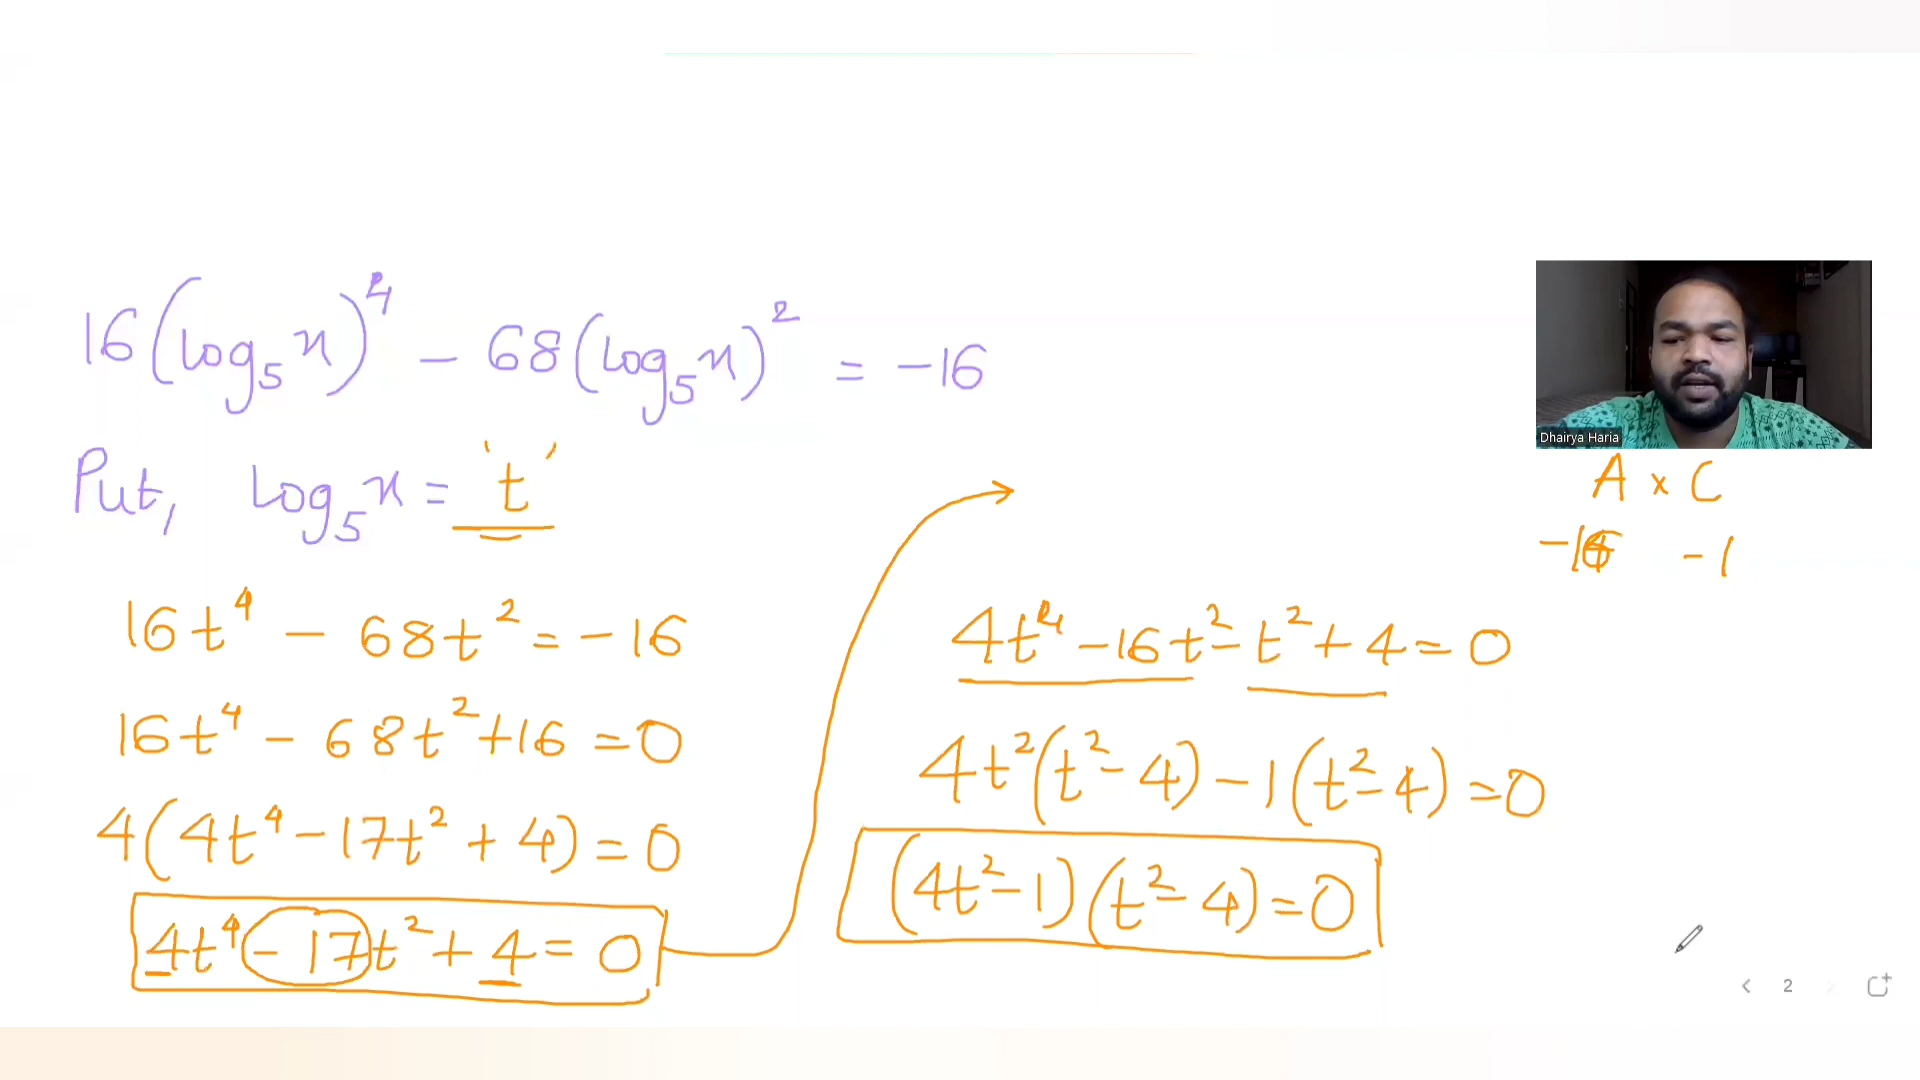 16(log₅x)⁴ - 68(log₅x)² = -16
Put, log₅x = 't'
16t⁴ - 68t² = -16
16t⁴ - 68t² + 16 = 0
4(4t⁴ - 17t² + 4) = 0
4t⁴ - 17t² + 4 = 0
4t⁴ - 16t² - t² + 4 = 0
4t²(t² - 4) - 1(t² - 4) = 0
(4t² - 1)(t² - 4) = 0
Dhairya Haria
A × C
-16 -1
2